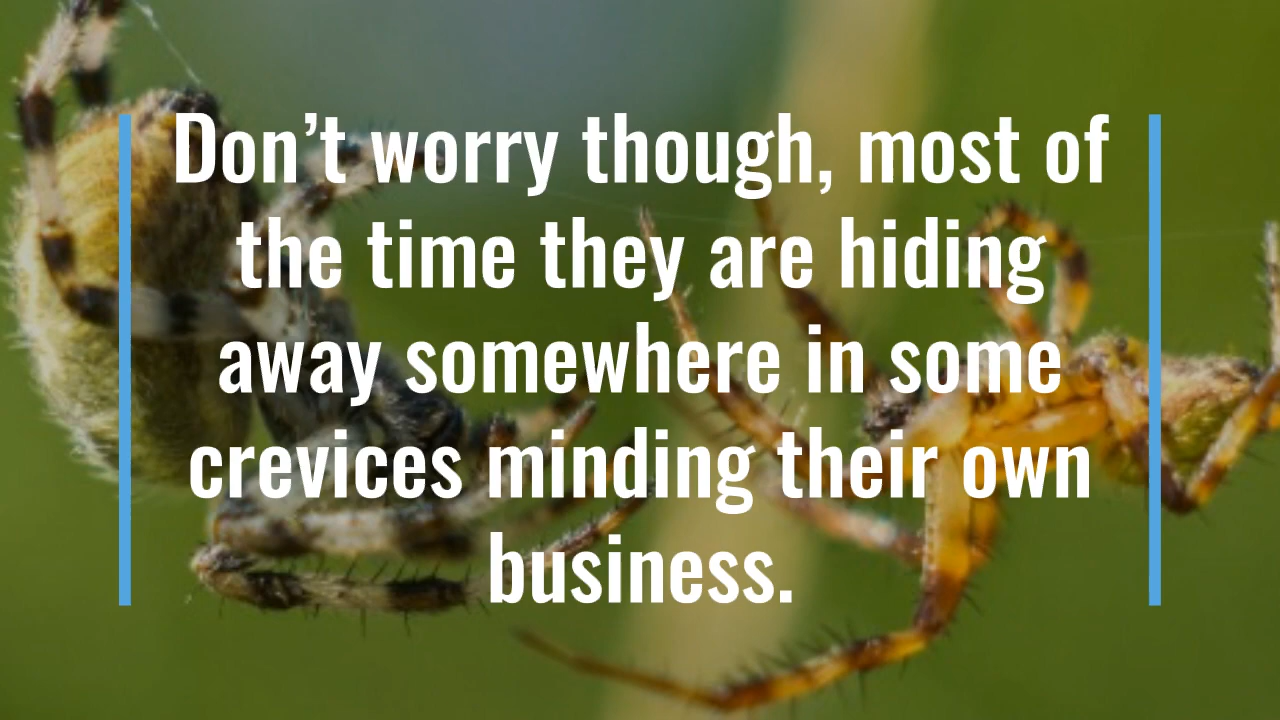 Don’t worry though, most of
the time they are hiding
away somewhere in some
crevices minding their own
business.